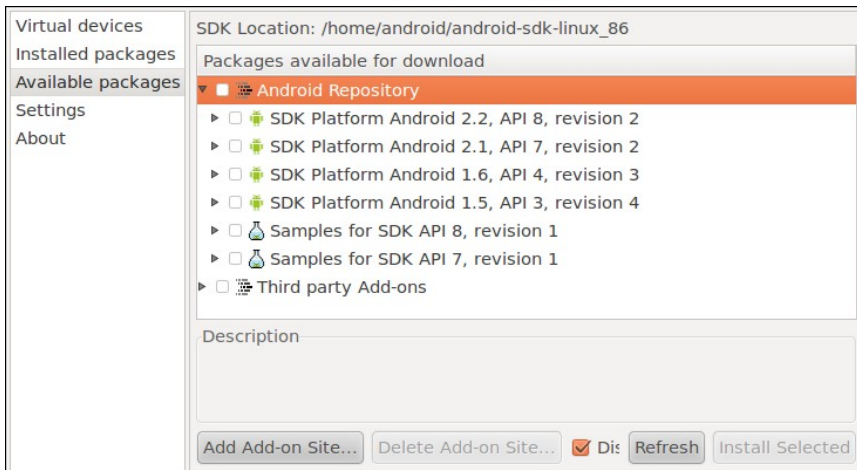 Virtual devices
Installed packages
Available packages
Settings
About
SDK Location: /home/android/android-sdk-linux_86
Packages available for download
Android Repository
SDK Platform Android 2.2, API 8, revision 2
SDK Platform Android 2.1, API 7, revision 2
SDK Platform Android 1.6, API 4, revision 3
SDK Platform Android 1.5, API 3, revision 4
Samples for SDK API 8, revision 1
Samples for SDK API 7, revision 1
Third party Add-ons
Description
Add Add-on Site... Delete Add-on Site... Dis Refresh Install Selected